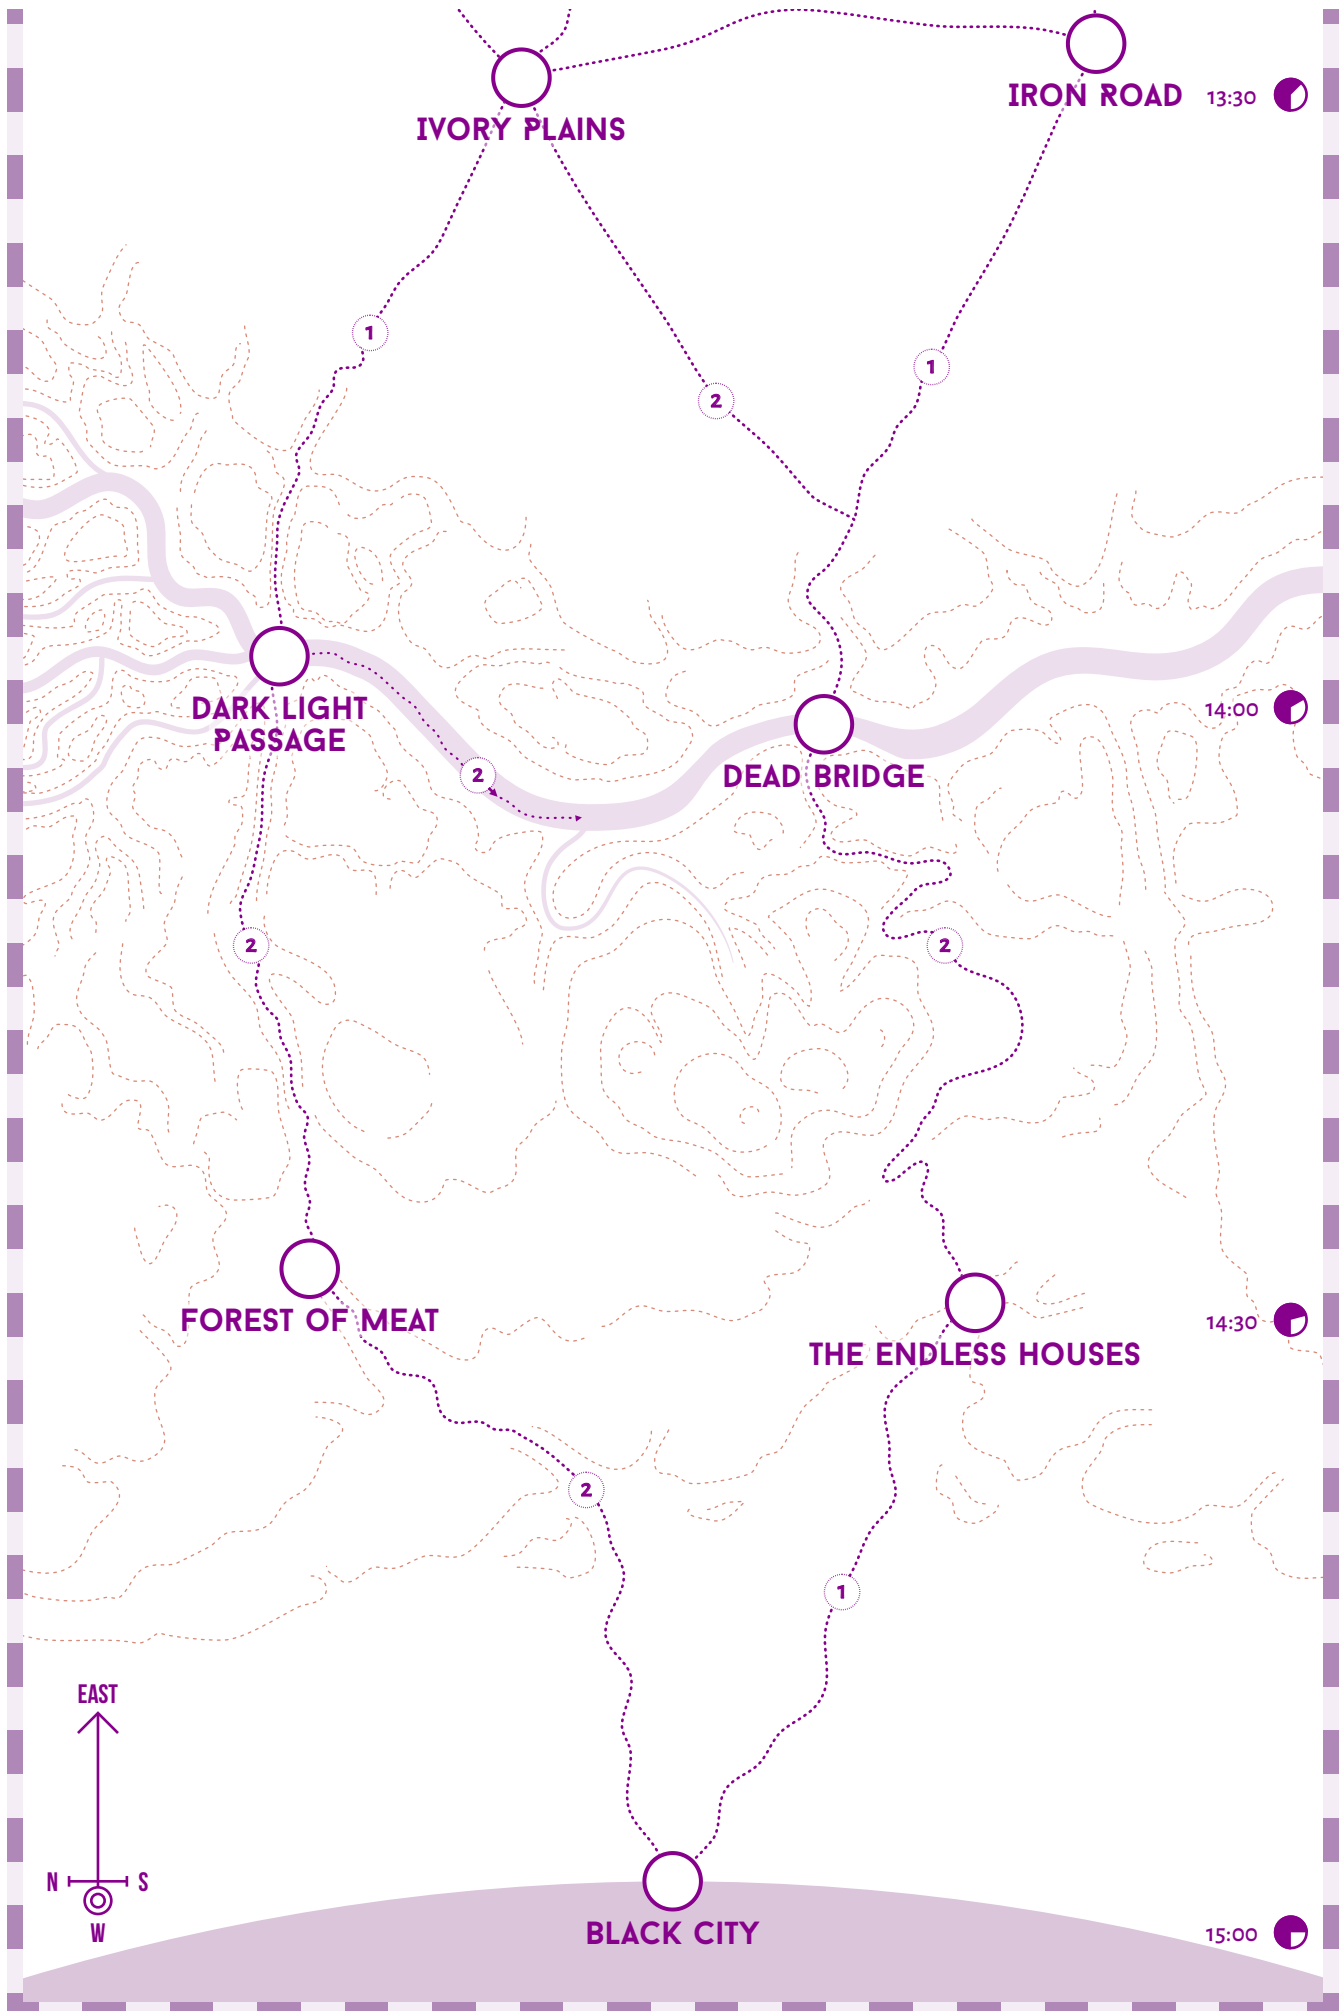 IRON ROAD
13:30
IVORY PLAINS
1
1
2
DARK LIGHT
PASSAGE
14:00
2
DEAD BRIDGE
2
2
FOREST OF MEAT
14:30
THE ENDLESS HOUSES
2
1
EAST
N
S
W
BLACK CITY
15:00